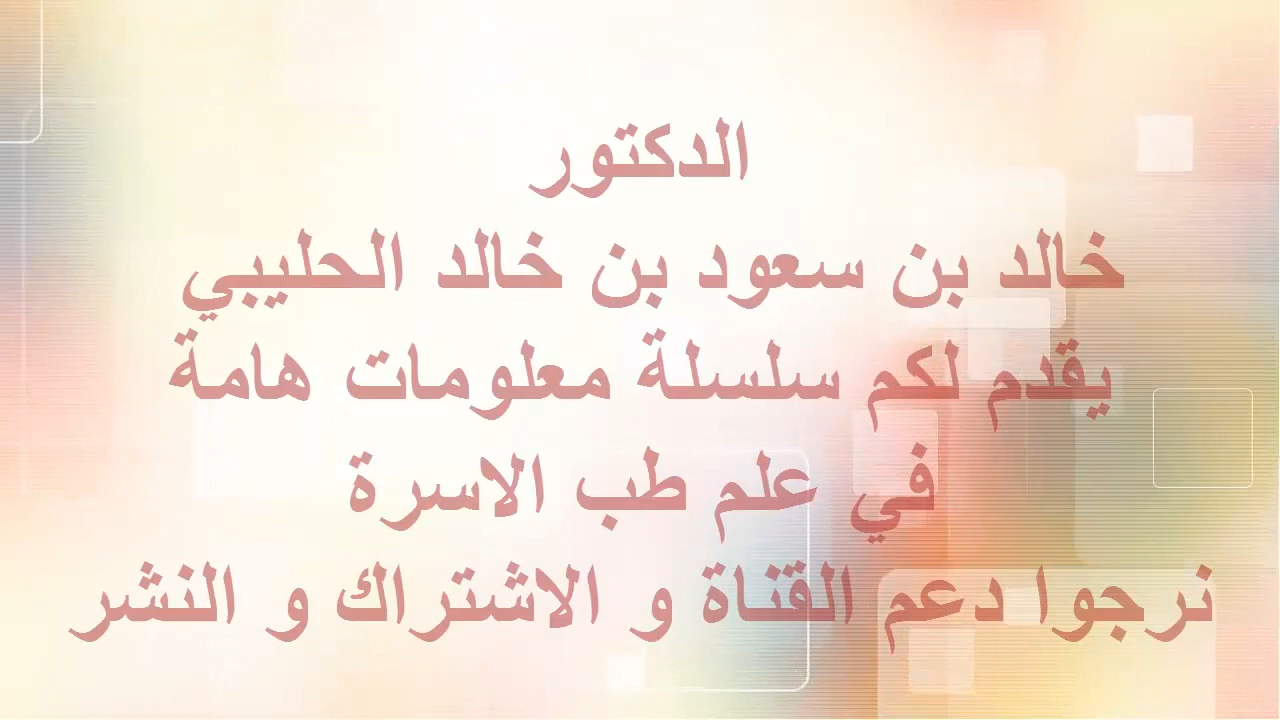 الدكتور
خالد بن سعود بن خالد الحليبي
يقدم لكم سلسلة معلومات هامة
في علم طب الاسرة
نرجوا دعم القناة و الاشتراك و النشر